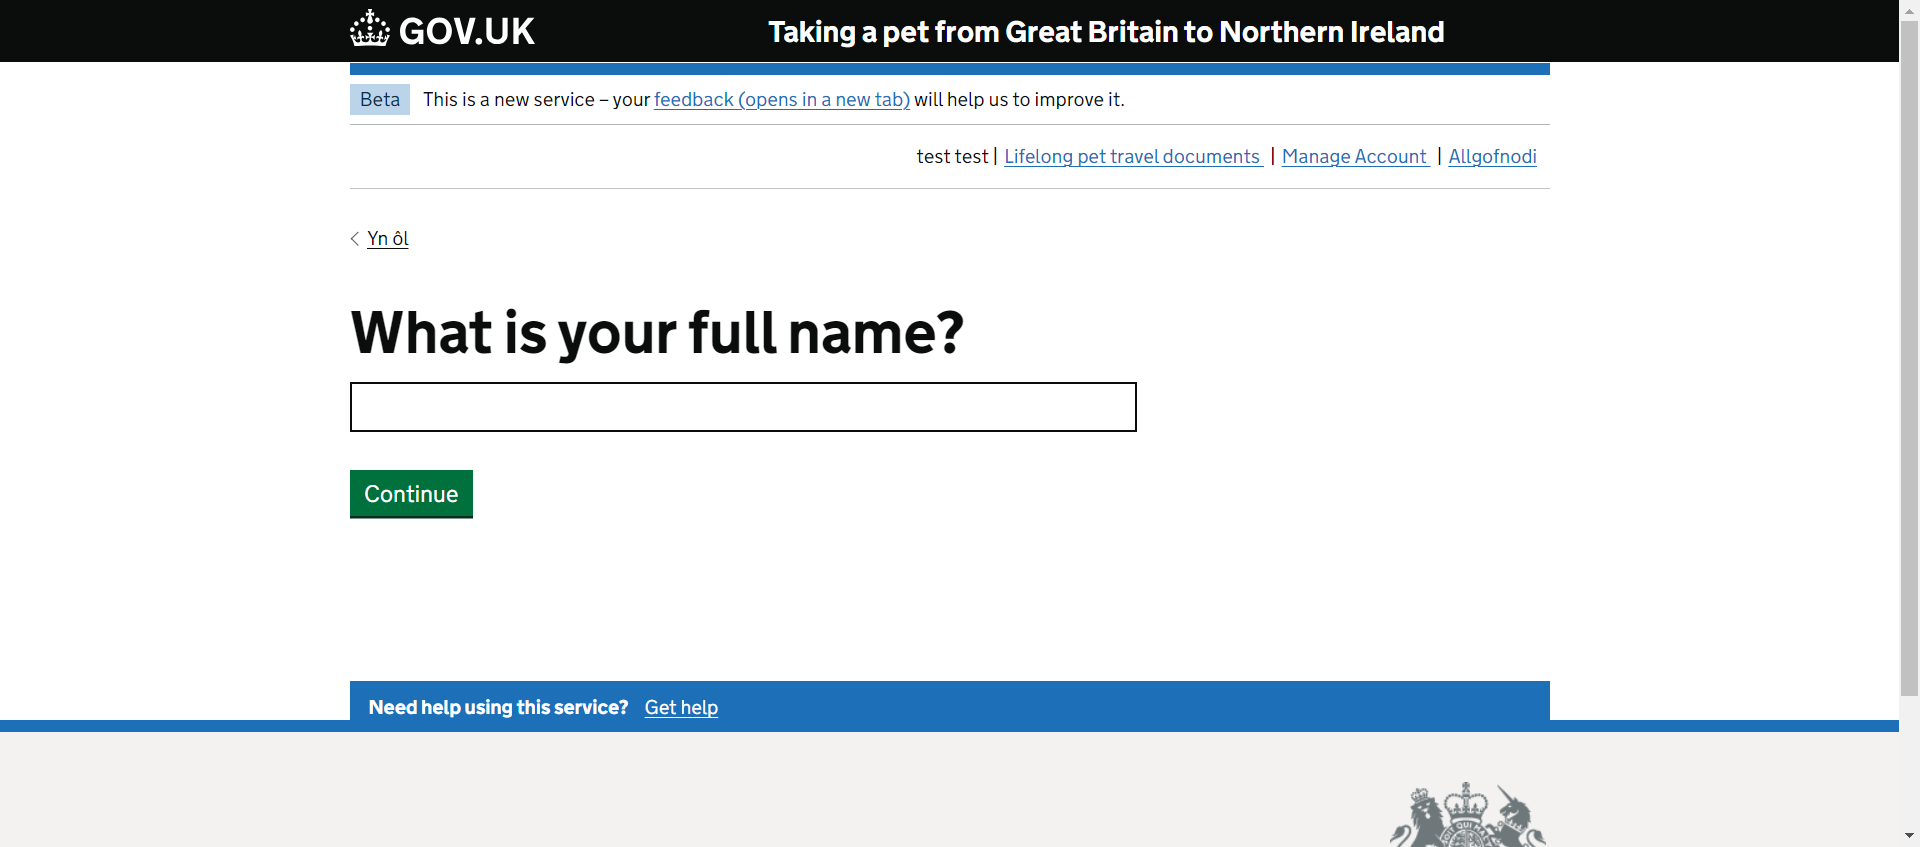 GOV.UK
Taking a pet from Great Britain to Northern Ireland
Beta This is a new service – your feedback (opens in a new tab) will help us to improve it.
test test | Lifelong pet travel documents | Manage Account | Allgofnodi
Yn ôl
What is your full name?
Continue
Need help using this service? Get help